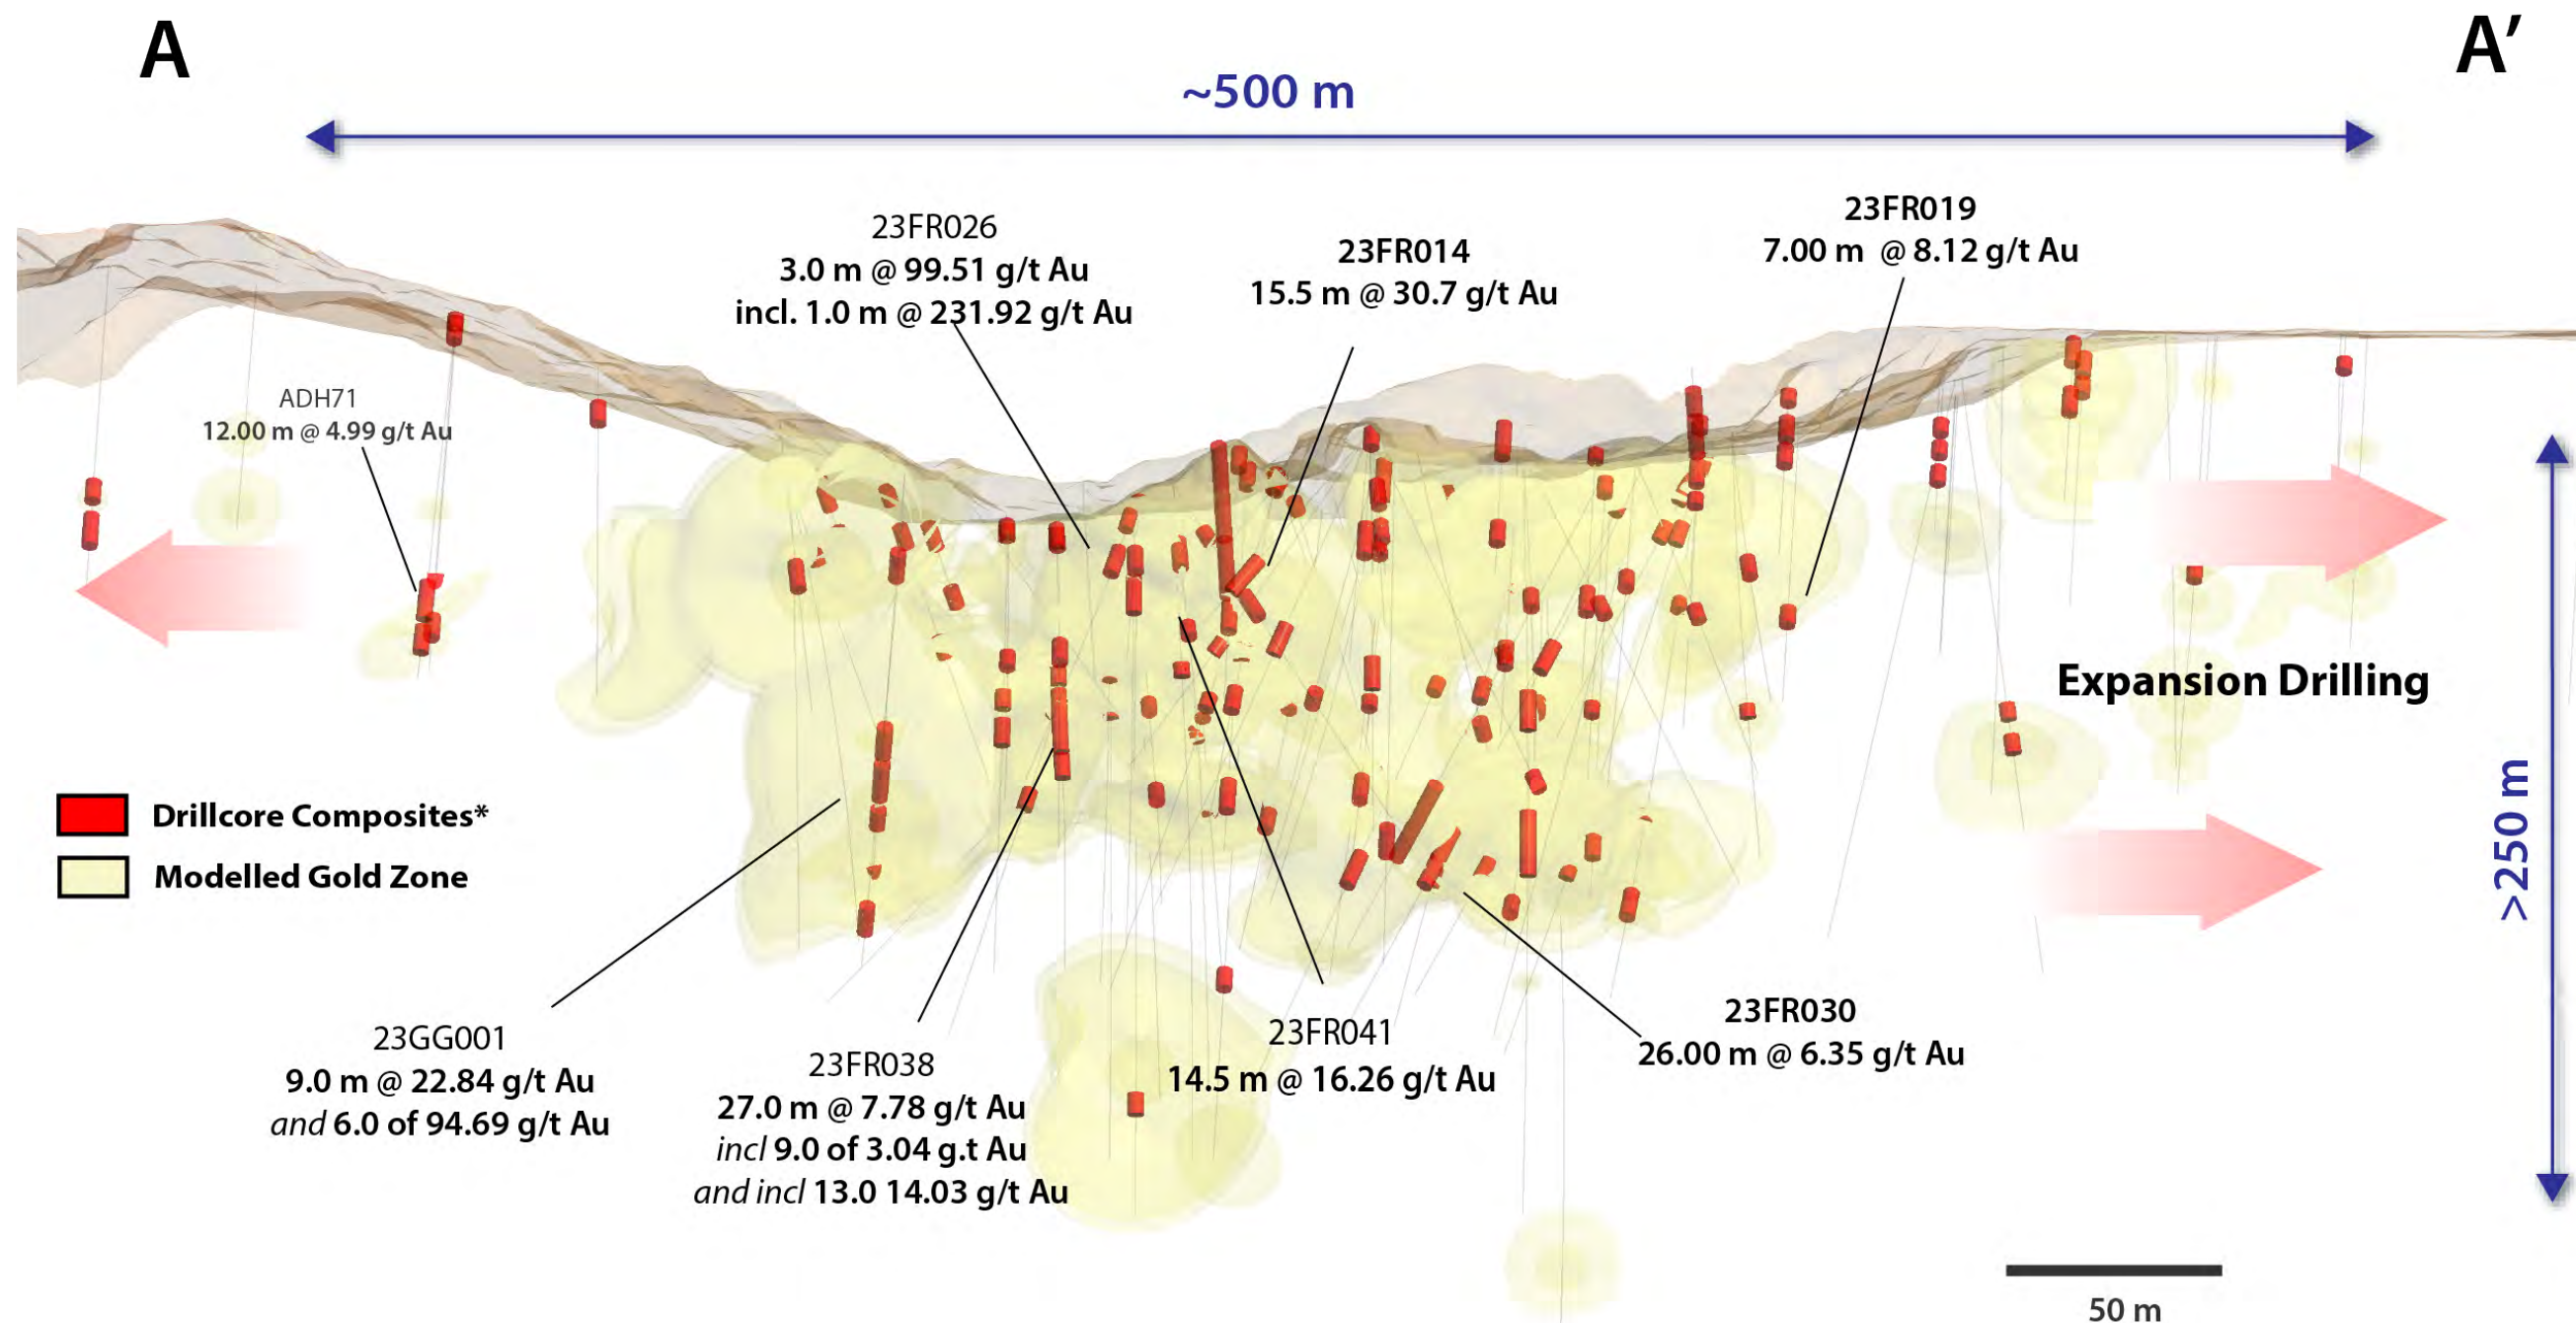 A
A′
~500 m
23FR026
3.0 m @ 99.51 g/t Au
incl. 1.0 m @ 231.92 g/t Au
23FR014
15.5 m @ 30.7 g/t Au
23FR019
7.00 m @ 8.12 g/t Au
ADH71
12.00 m @ 4.99 g/t Au
Expansion Drilling
>250 m
Drillcore Composites*
Modelled Gold Zone
23GG001
9.0 m @ 22.84 g/t Au
and 6.0 of 94.69 g/t Au
23FR038
27.0 m @ 7.78 g/t Au
incl 9.0 of 3.04 g.t Au
and incl 13.0 14.03 g/t Au
23FR041
14.5 m @ 16.26 g/t Au
23FR030
26.00 m @ 6.35 g/t Au
50 m